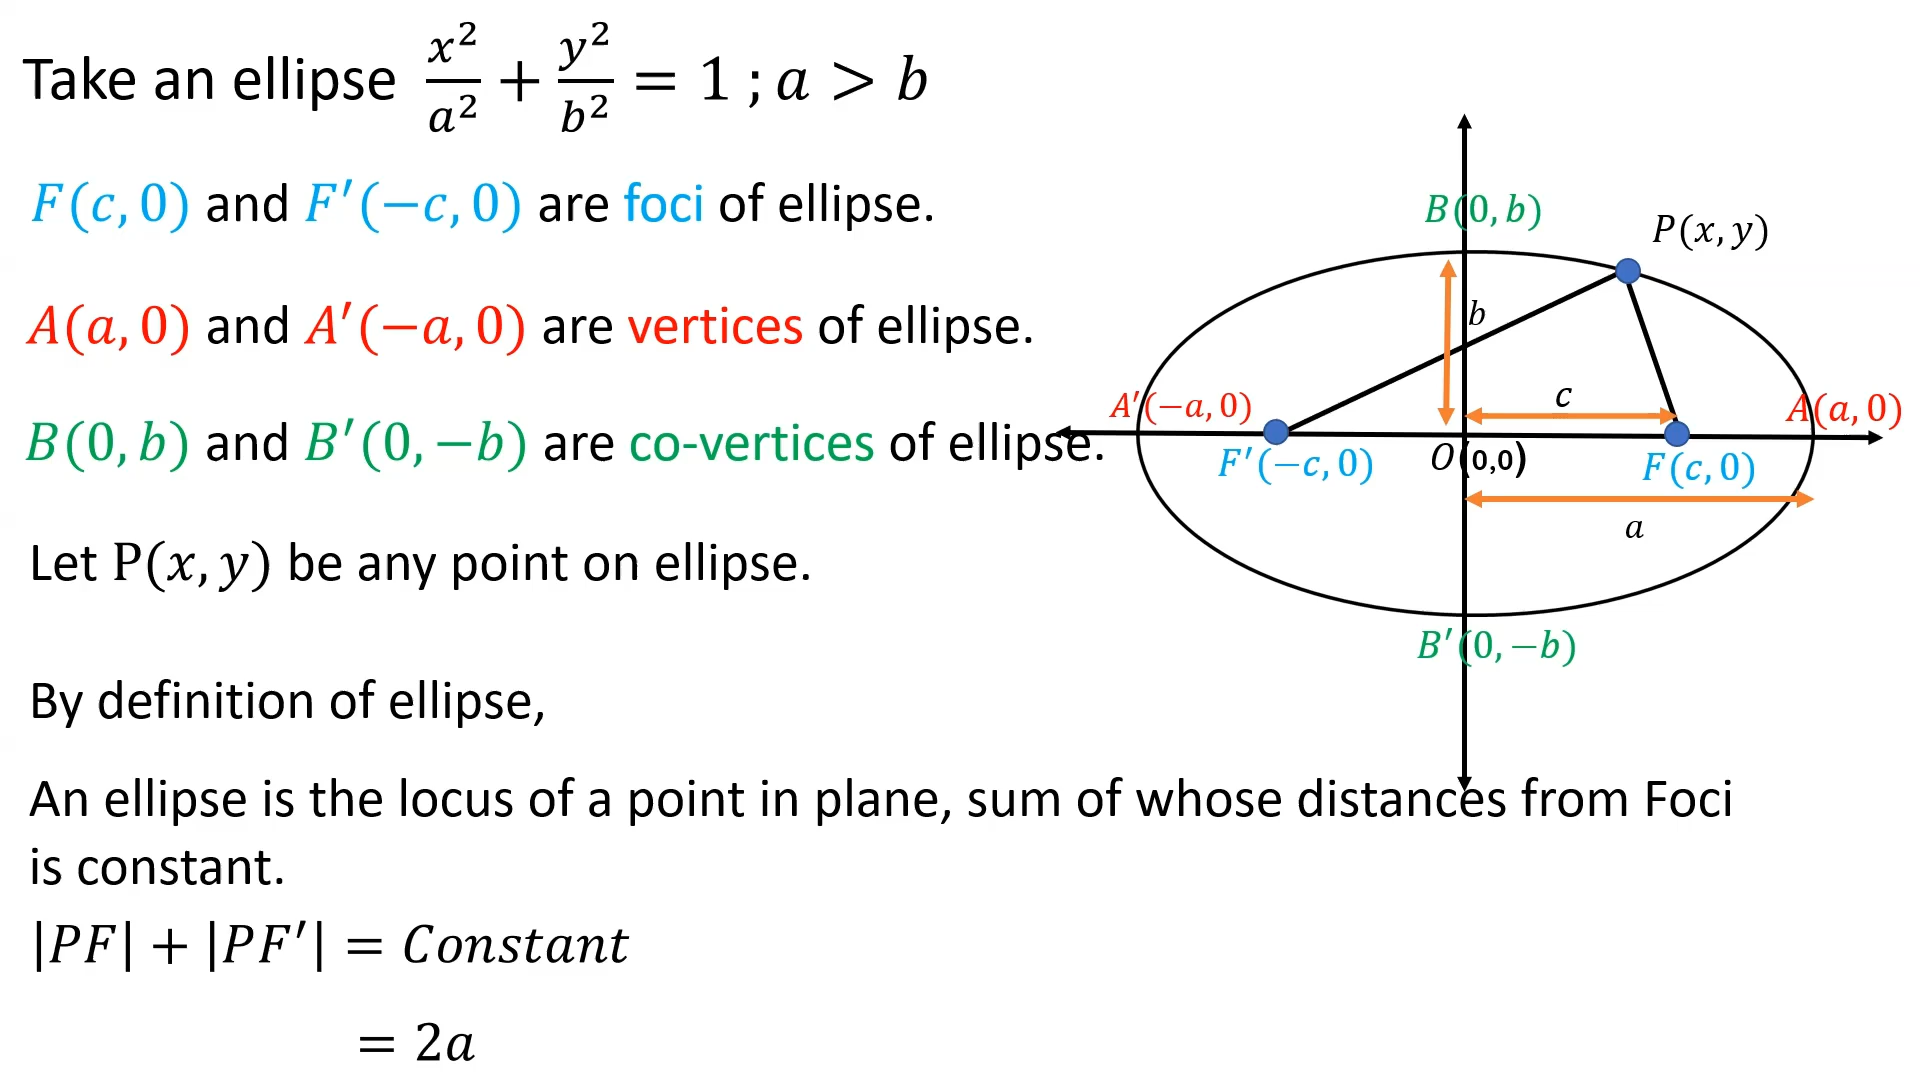 Take an ellipse x²/a² + y²/b² = 1 ; a > b
F(c, 0) and F′(−c, 0) are foci of ellipse.
A(a, 0) and A′(−a, 0) are vertices of ellipse.
B(0, b) and B′(0, −b) are co-vertices of ellipse.
Let P(x, y) be any point on ellipse.
By definition of ellipse,
An ellipse is the locus of a point in plane, sum of whose distances from Foci
is constant.
|PF| + |PF′| = Constant
= 2a
B(0, b)
P(x, y)
b
c
A′(−a, 0)
A(a, 0)
F′(−c, 0)
O(0,0)
F(c, 0)
a
B′(0, −b)